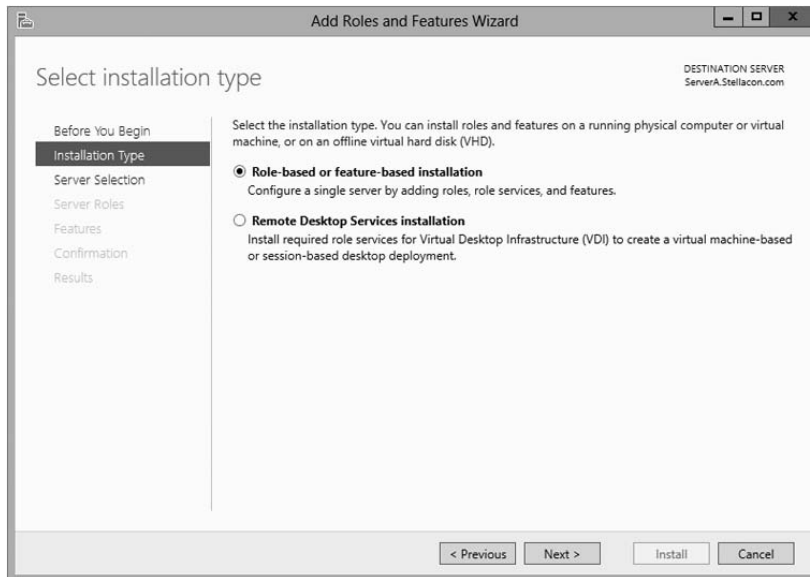 Add Roles and Features Wizard
Select installation type
DESTINATION SERVER
ServerA.Stellacon.com
Before You Begin
Installation Type
Server Selection
Server Roles
Features
Confirmation
Results
Select the installation type. You can install roles and features on a running physical computer or virtual
machine, or on an offline virtual hard disk (VHD).
Role-based or feature-based installation
Configure a single server by adding roles, role services, and features.
Remote Desktop Services installation
Install required role services for Virtual Desktop Infrastructure (VDI) to create a virtual machine-based
or session-based desktop deployment.
< Previous
Next >
Install
Cancel